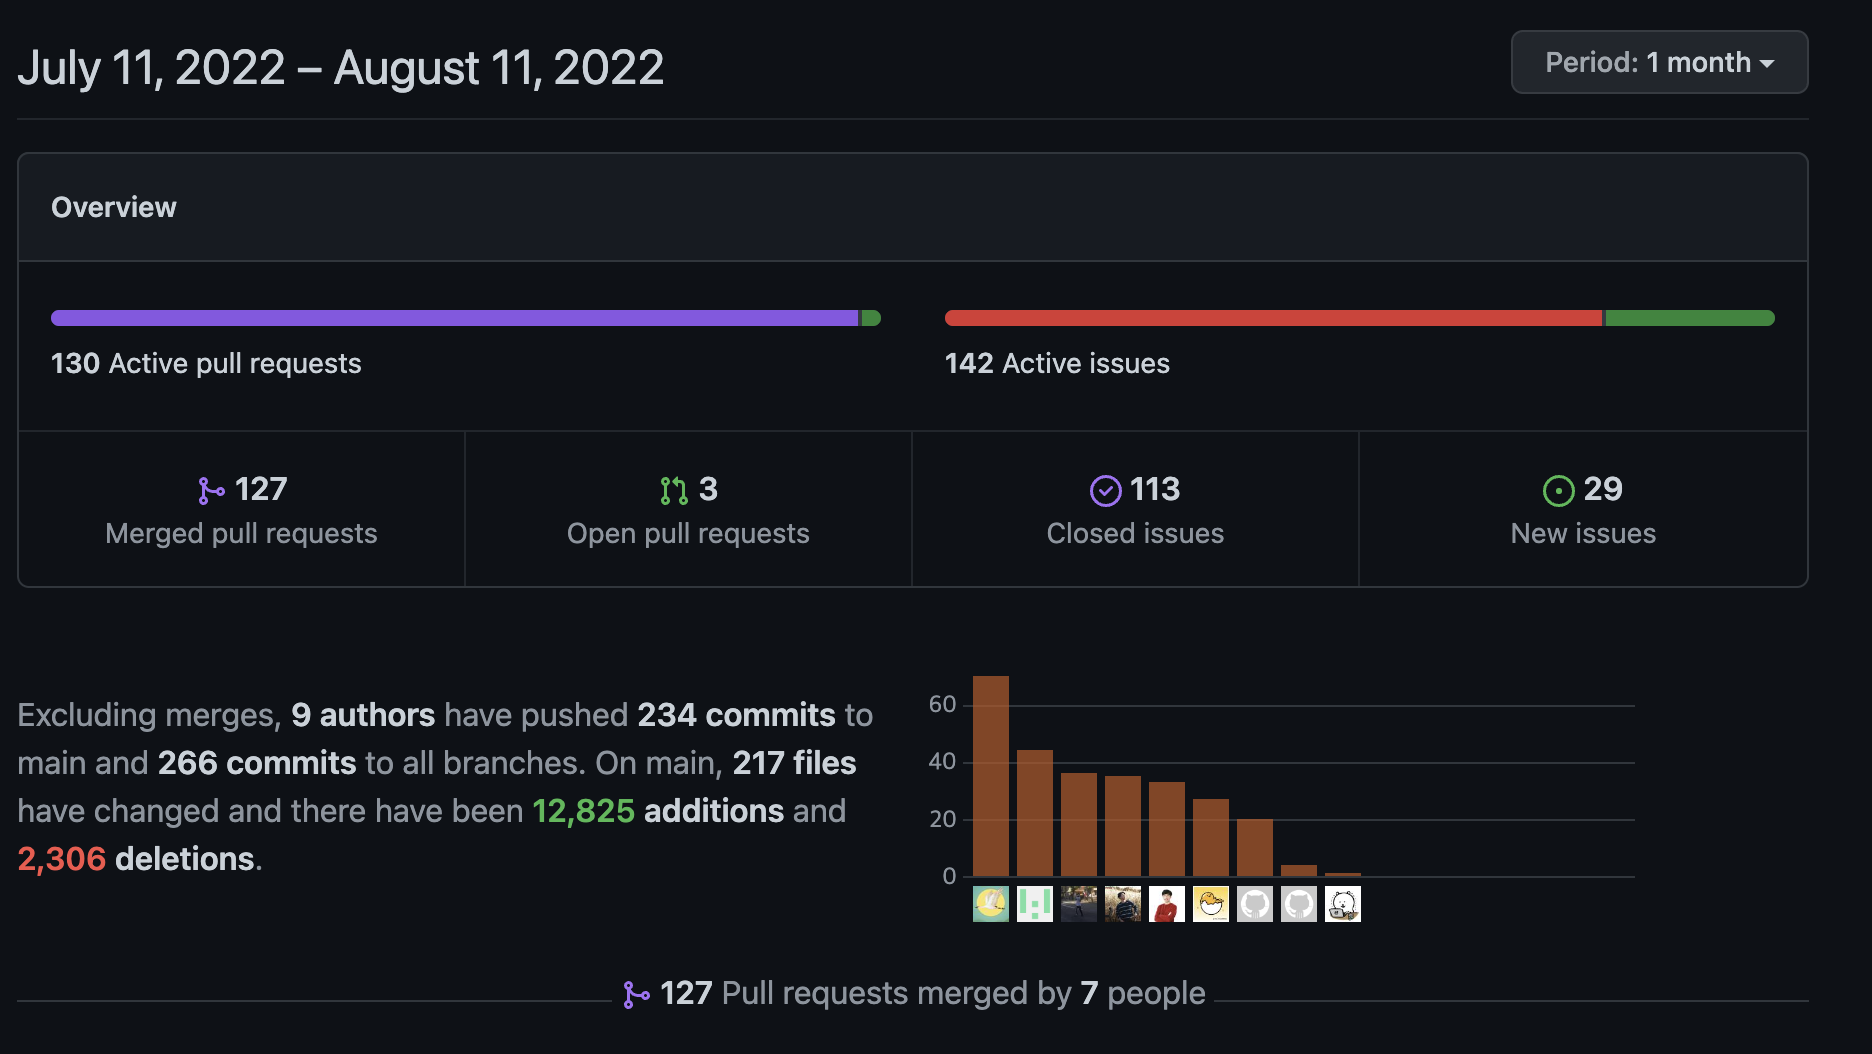 July 11, 2022 – August 11, 2022
Period: 1 month
Overview
130 Active pull requests
142 Active issues
127
Merged pull requests
3
Open pull requests
113
Closed issues
29
New issues
Excluding merges, 9 authors have pushed 234 commits to
main and 266 commits to all branches. On main, 217 files
have changed and there have been 12,825 additions and
2,306 deletions.
60
40
20
0
127 Pull requests merged by 7 people